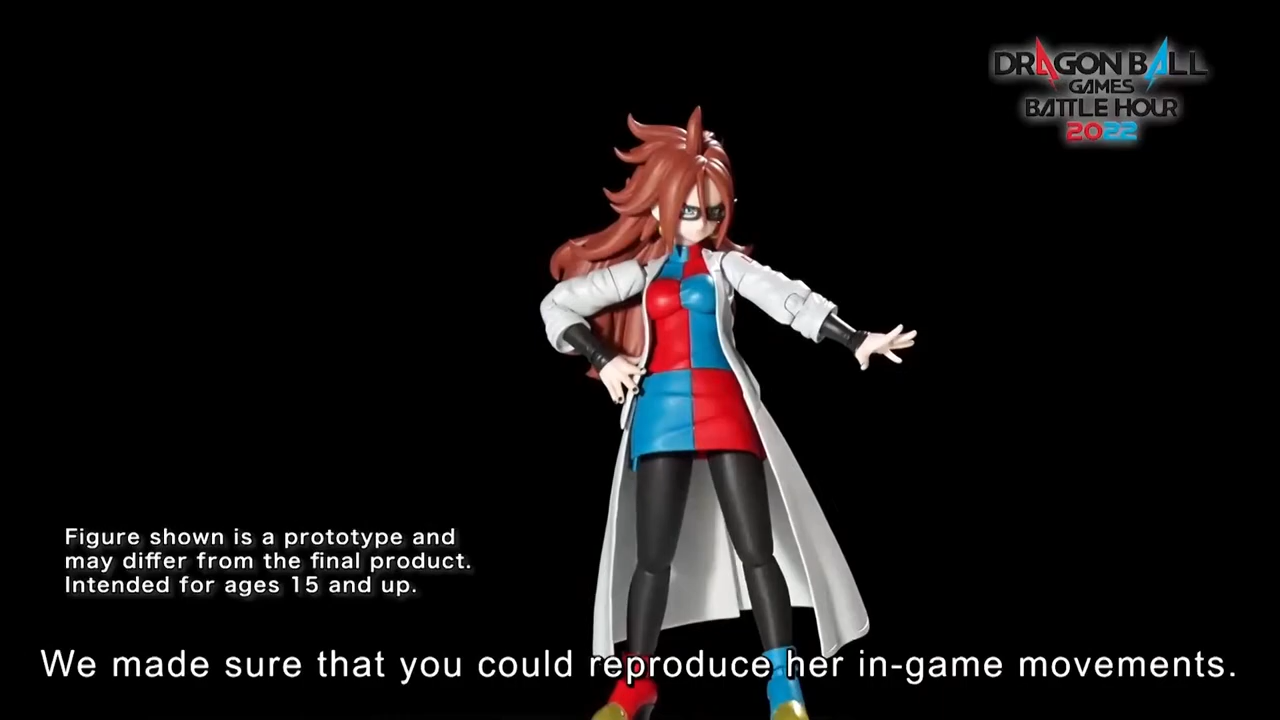 DRAGON BALL
GAMES
BATTLE HOUR
2022
Figure shown is a prototype and
may differ from the final product.
Intended for ages 15 and up.
We made sure that you could reproduce her in-game movements.